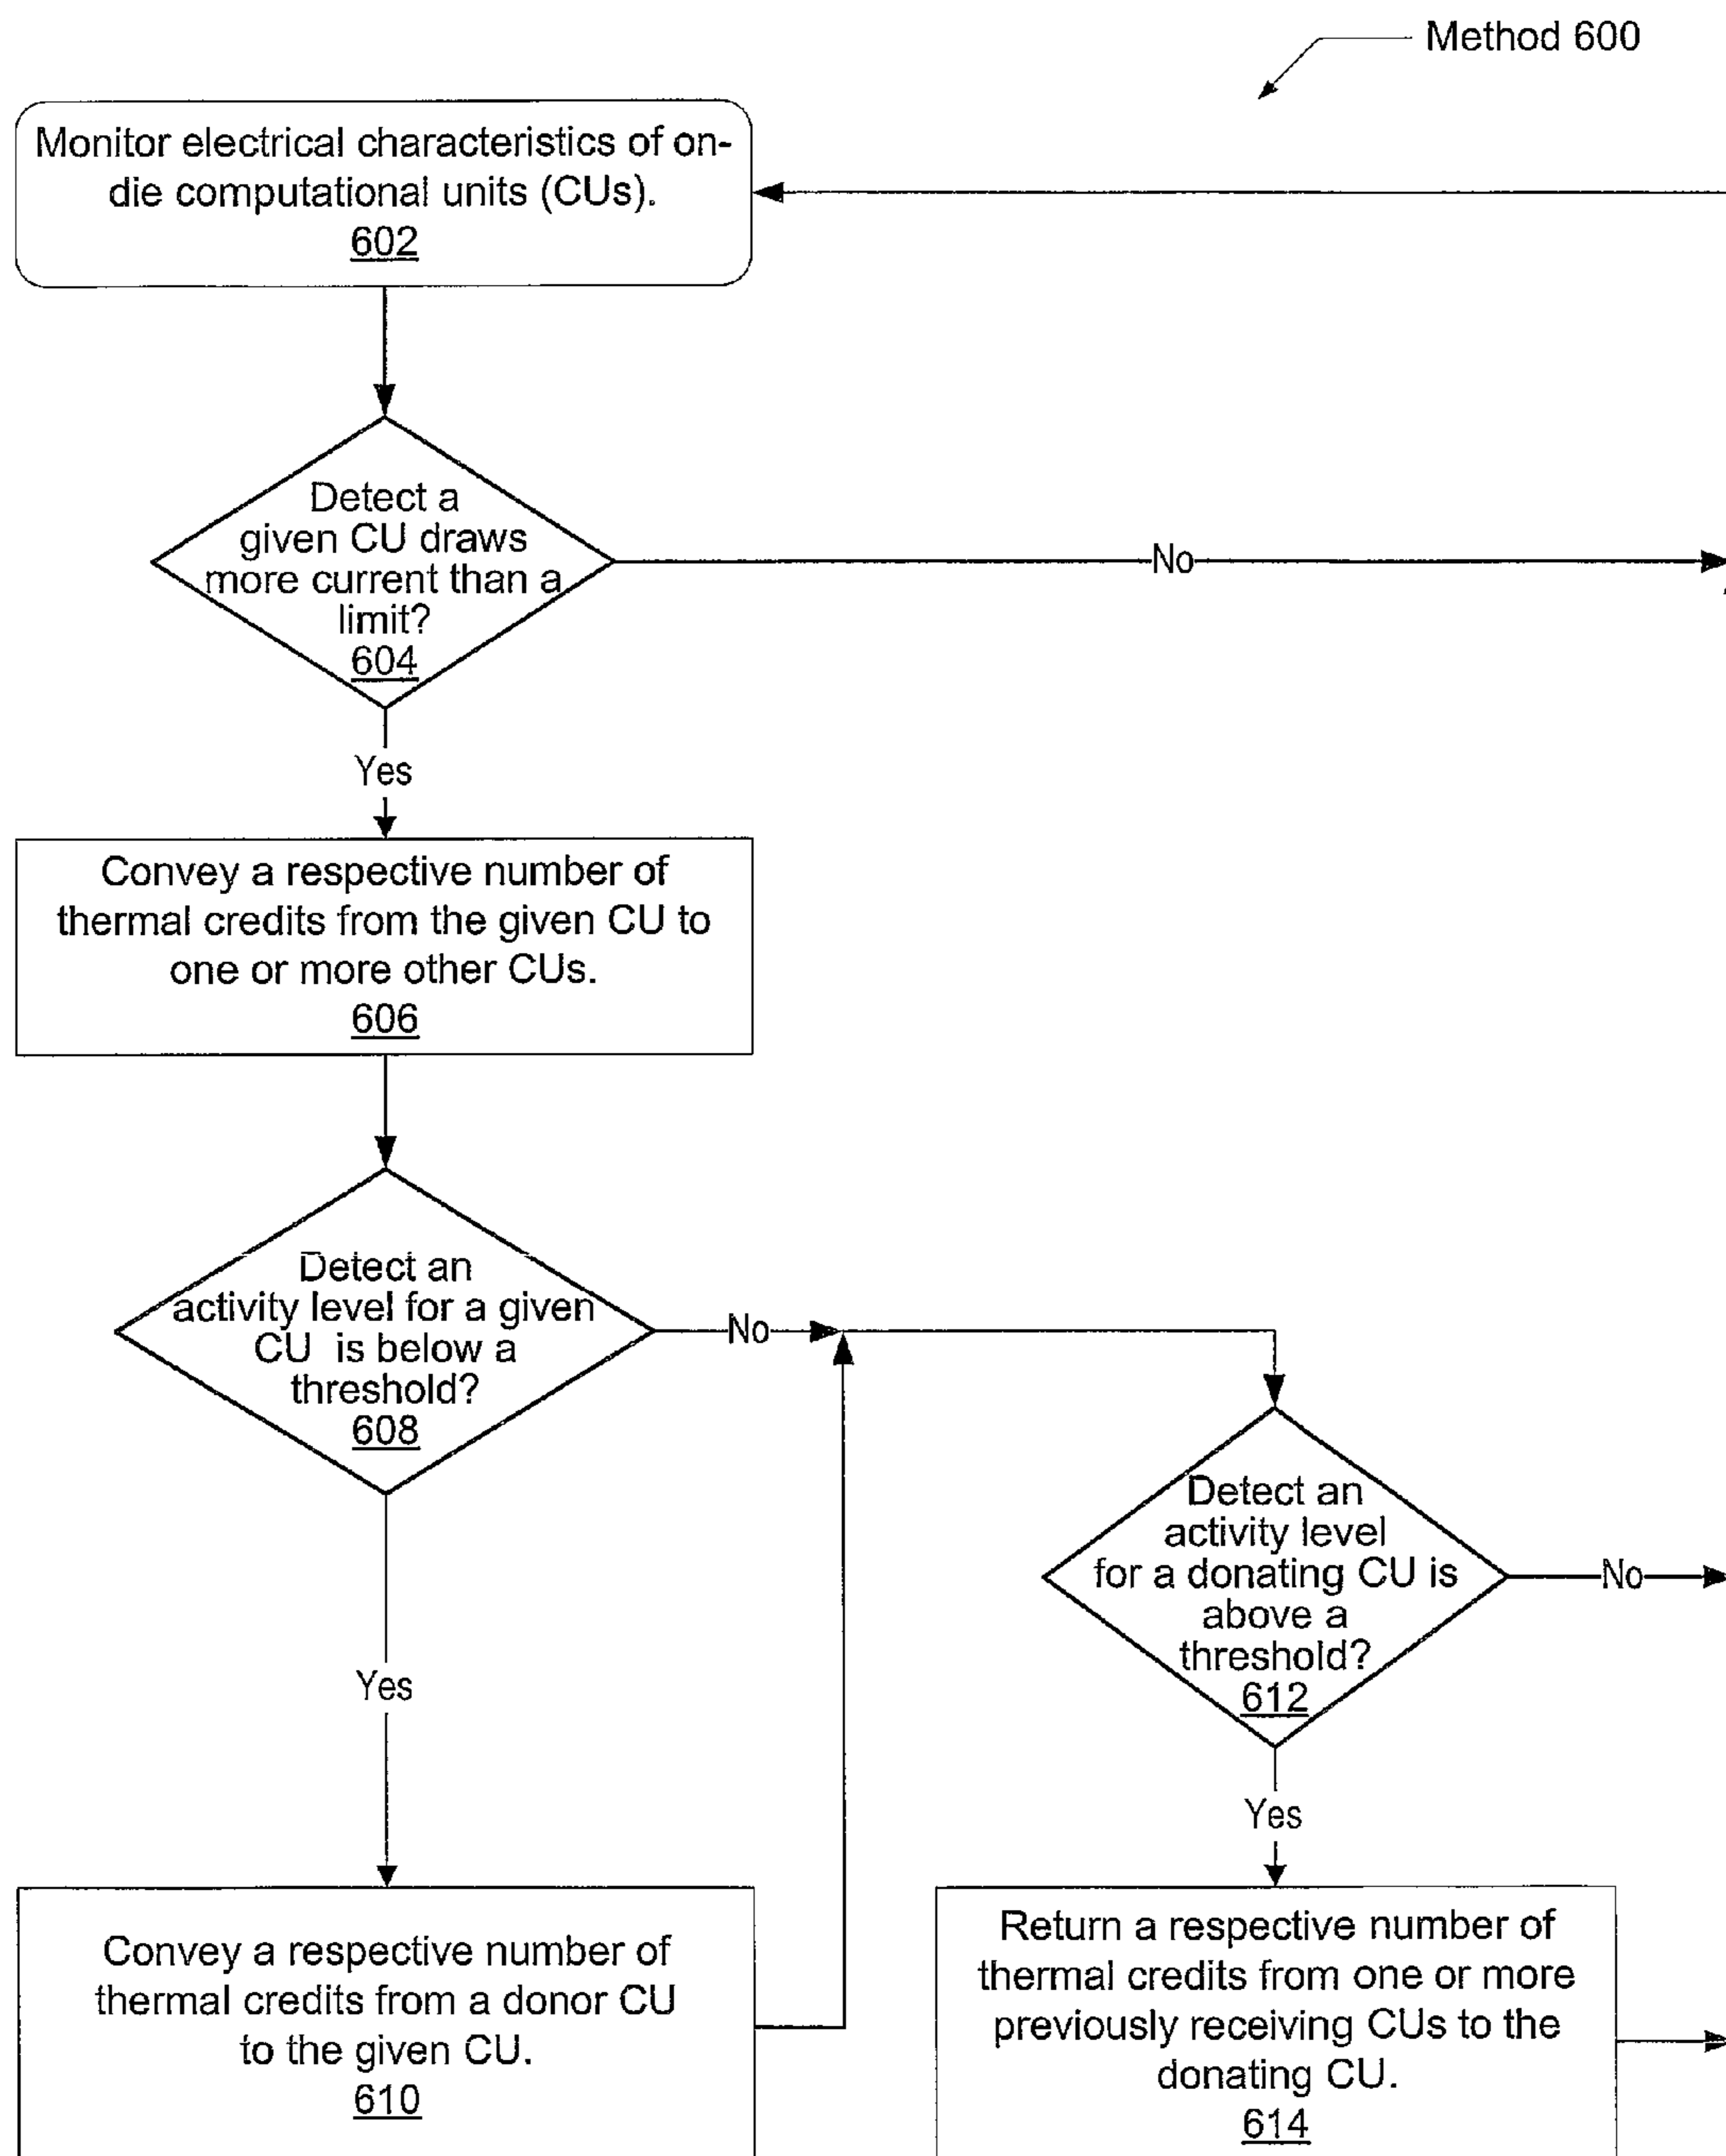 Method 600
Monitor electrical characteristics of on-
die computational units (CUs).
602
Detect a
given CU draws
more current than a
limit?
604
No
Yes
Convey a respective number of
thermal credits from the given CU to
one or more other CUs.
606
Detect an
activity level for a given
CU is below a
threshold?
608
No
Yes
Detect an
activity level
for a donating CU is
above a
threshold?
612
No
Yes
Convey a respective number of
thermal credits from a donor CU
to the given CU.
610
Return a respective number of
thermal credits from one or more
previously receiving CUs to the
donating CU.
614